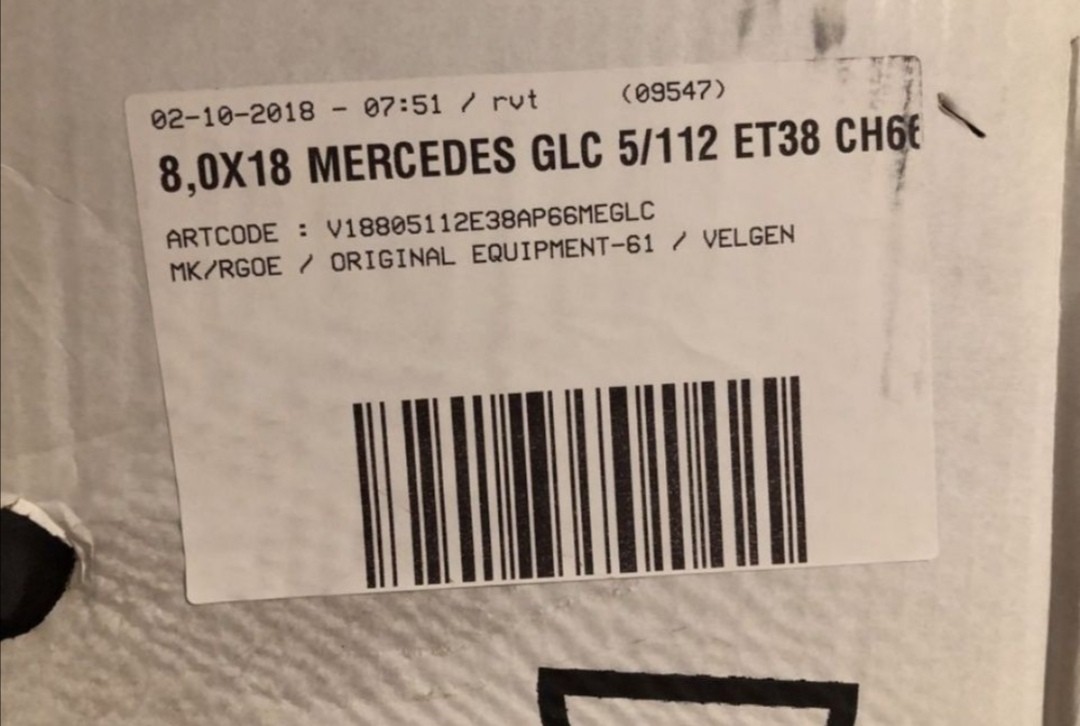 02-10-2018 - 07:51 / rvt (09547)
8,0X18 MERCEDES GLC 5/112 ET38 CH66
ARTCODE : V18805112E38AP66MEGLC
MK/RGOE / ORIGINAL EQUIPMENT-61 / VELGEN